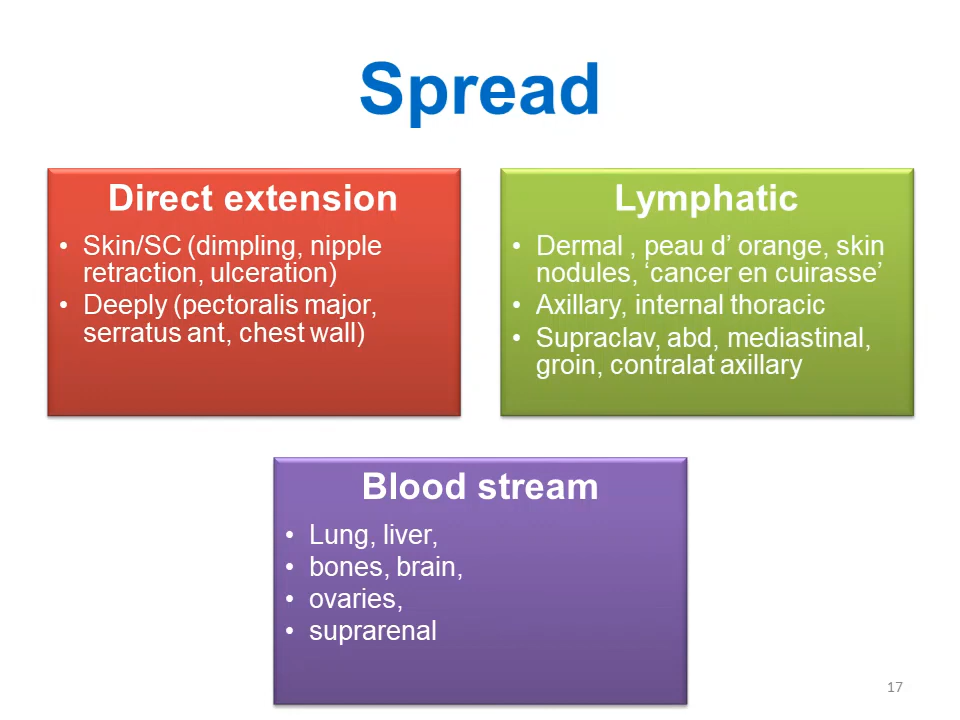 Spread
Direct extension
• Skin/SC (dimpling, nipple
retraction, ulceration)
• Deeply (pectoralis major,
serratus ant, chest wall)
Lymphatic
• Dermal , peau d’ orange, skin
nodules, ‘cancer en cuirasse’
• Axillary, internal thoracic
• Supraclav, abd, mediastinal,
groin, contralat axillary
Blood stream
• Lung, liver,
• bones, brain,
• ovaries,
• suprarenal
17